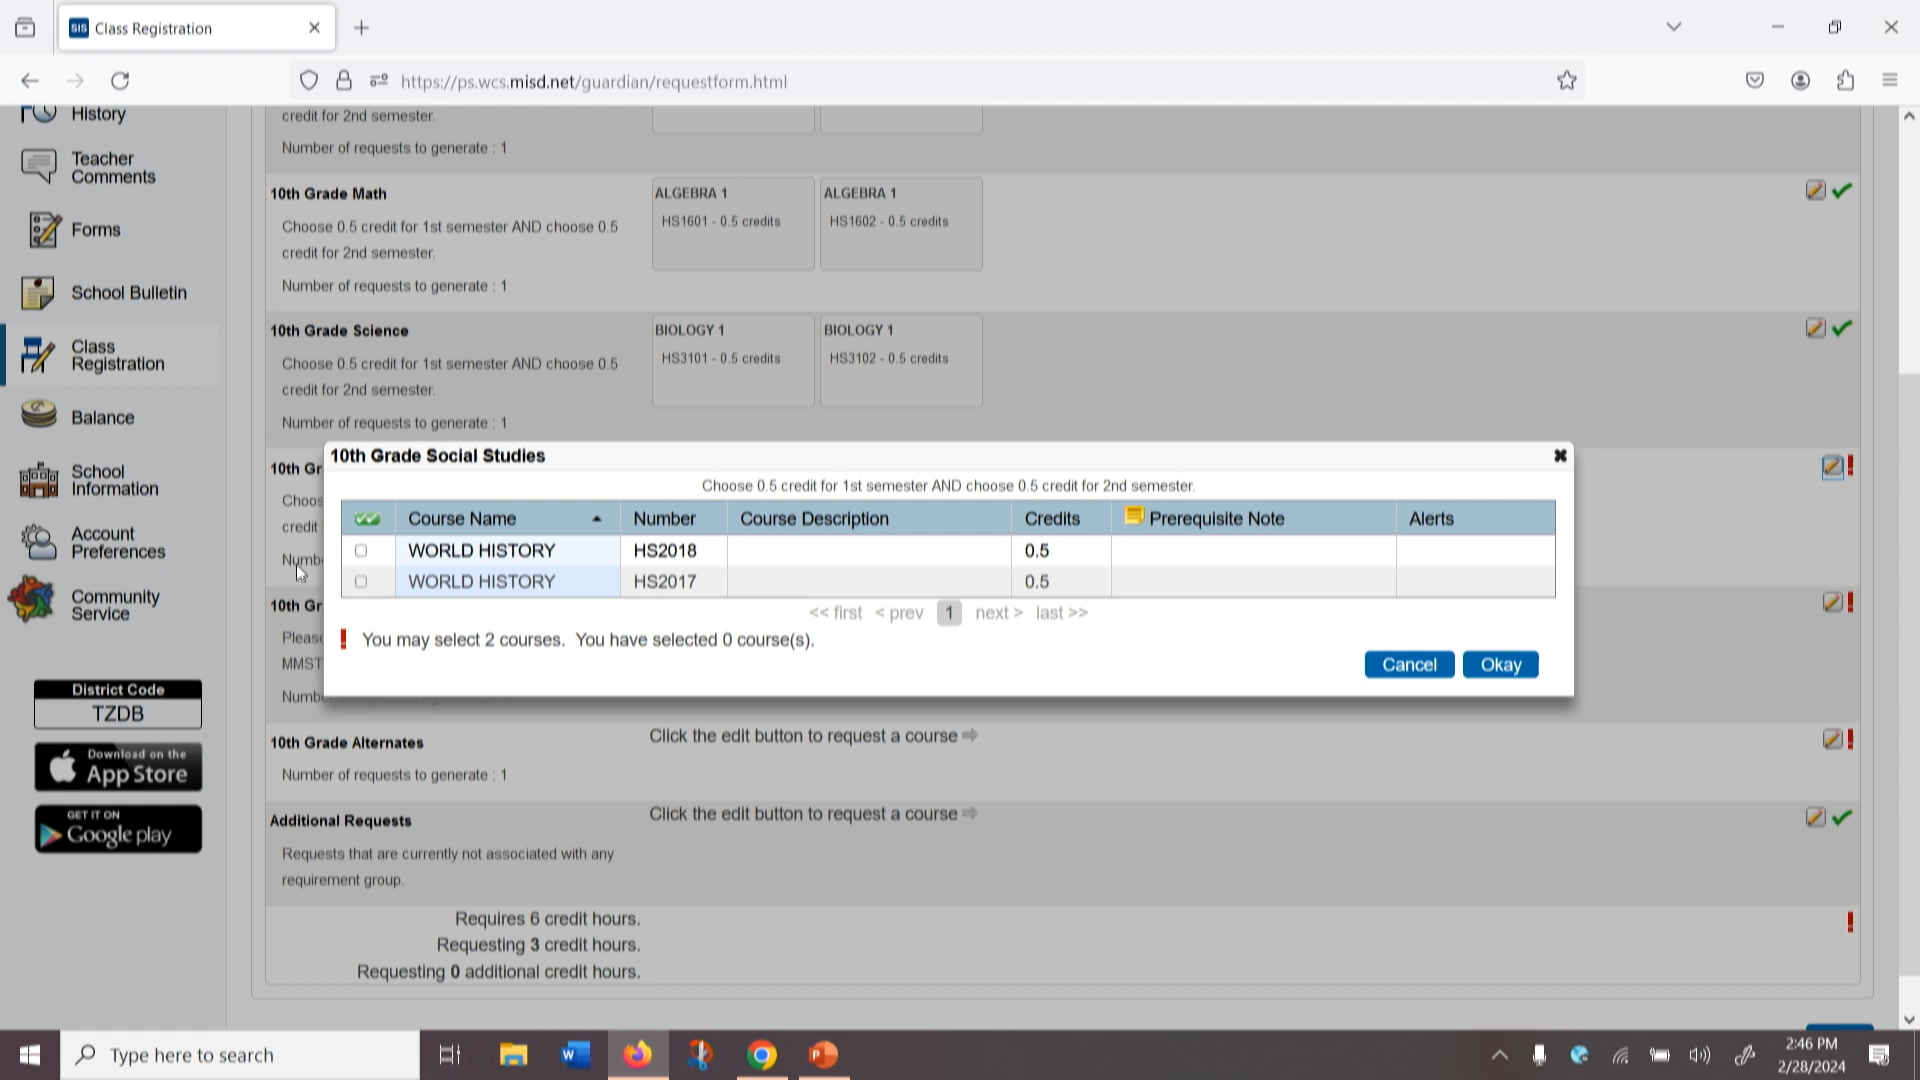 SIS Class Registration
https://ps.wcs.misd.net/guardian/requestform.html
History
Teacher
Comments
Forms
School Bulletin
Class
Registration
Balance
School
Information
Account
Preferences
Community
Service
District Code
TZDB
Download on the
App Store
GET IT ON
Google play
credit for 2nd semester.
Number of requests to generate : 1
10th Grade Math
Choose 0.5 credit for 1st semester AND choose 0.5
credit for 2nd semester.
Number of requests to generate : 1
ALGEBRA 1
HS1601 - 0.5 credits
ALGEBRA 1
HS1602 - 0.5 credits
10th Grade Science
Choose 0.5 credit for 1st semester AND choose 0.5
credit for 2nd semester.
Number of requests to generate : 1
BIOLOGY 1
HS3101 - 0.5 credits
BIOLOGY 1
HS3102 - 0.5 credits
10th Gr
Choos
credit
Numb
10th Gr
Please
MMST
Numb
10th Grade Social Studies
Choose 0.5 credit for 1st semester AND choose 0.5 credit for 2nd semester.
Course Name Number Course Description Credits Prerequisite Note Alerts
WORLD HISTORY HS2018 0.5
WORLD HISTORY HS2017 0.5
<< first < prev 1 next > last >>
! You may select 2 courses. You have selected 0 course(s).
Cancel Okay
10th Grade Alternates
Click the edit button to request a course
Number of requests to generate : 1
Additional Requests
Click the edit button to request a course
Requests that are currently not associated with any
requirement group.
Requires 6 credit hours.
Requesting 3 credit hours.
Requesting 0 additional credit hours.
Type here to search
2:46 PM
2/28/2024